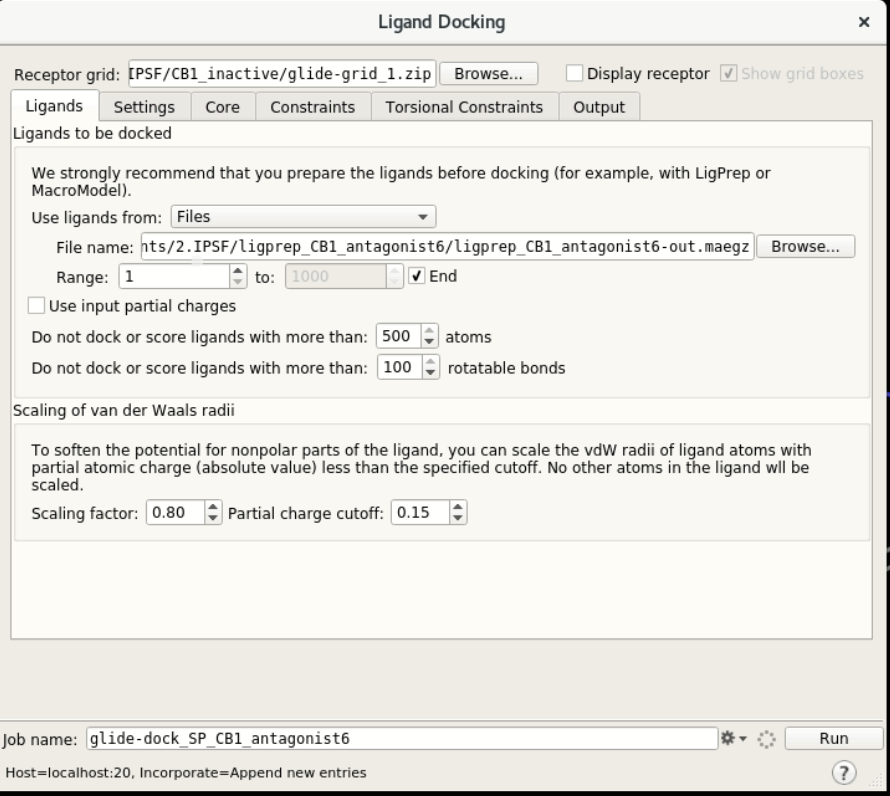 Ligand Docking
Receptor grid: IPSF/CB1_inactive/glide-grid_1.zip Browse... Display receptor Show grid boxes
Ligands Settings Core Constraints Torsional Constraints Output
Ligands to be docked
We strongly recommend that you prepare the ligands before docking (for example, with LigPrep or
MacroModel).
Use ligands from: Files
File name: nts/2.IPSF/ligprep_CB1_antagonist6/ligprep_CB1_antagonist6-out.maegz Browse...
Range: 1 to: 1000 End
Use input partial charges
Do not dock or score ligands with more than: 500 atoms
Do not dock or score ligands with more than: 100 rotatable bonds
Scaling of van der Waals radii
To soften the potential for nonpolar parts of the ligand, you can scale the vdW radii of ligand atoms with
partial atomic charge (absolute value) less than the specified cutoff. No other atoms in the ligand wll be
scaled.
Scaling factor: 0.80 Partial charge cutoff: 0.15
Job name: glide-dock_SP_CB1_antagonist6 Run
Host=localhost:20, Incorporate=Append new entries ?